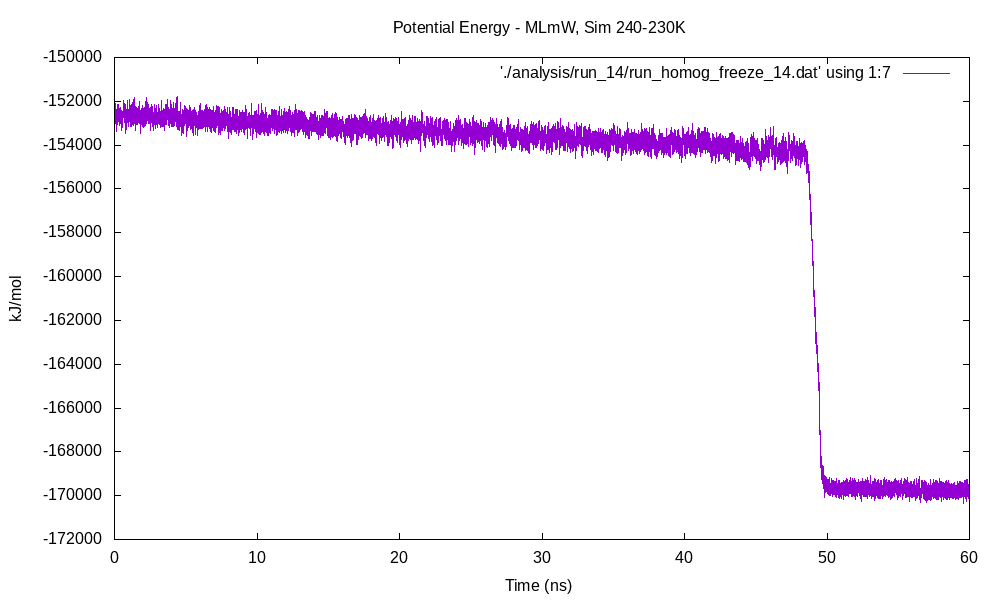 Potential Energy - MLmW, Sim 240-230K
'./analysis/run_14/run_homog_freeze_14.dat' using 1:7
-150000
-152000
-154000
-156000
-158000
-160000
-162000
-164000
-166000
-168000
-170000
-172000
kJ/mol
0 10 20 30 40 50 60
Time (ns)